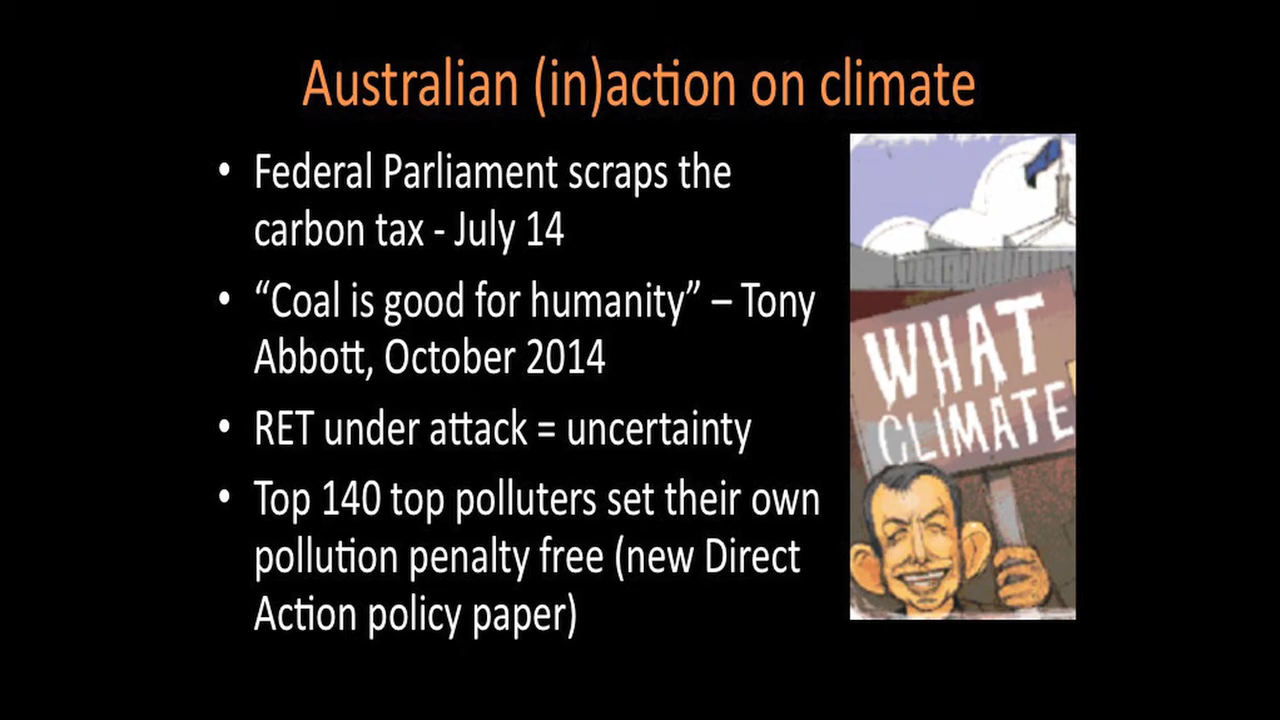 Australian (in)action on climate
• Federal Parliament scraps the
carbon tax - July 14
• “Coal is good for humanity” – Tony
Abbott, October 2014
• RET under attack = uncertainty
• Top 140 top polluters set their own
pollution penalty free (new Direct
Action policy paper)
WHAT
CLIMATE